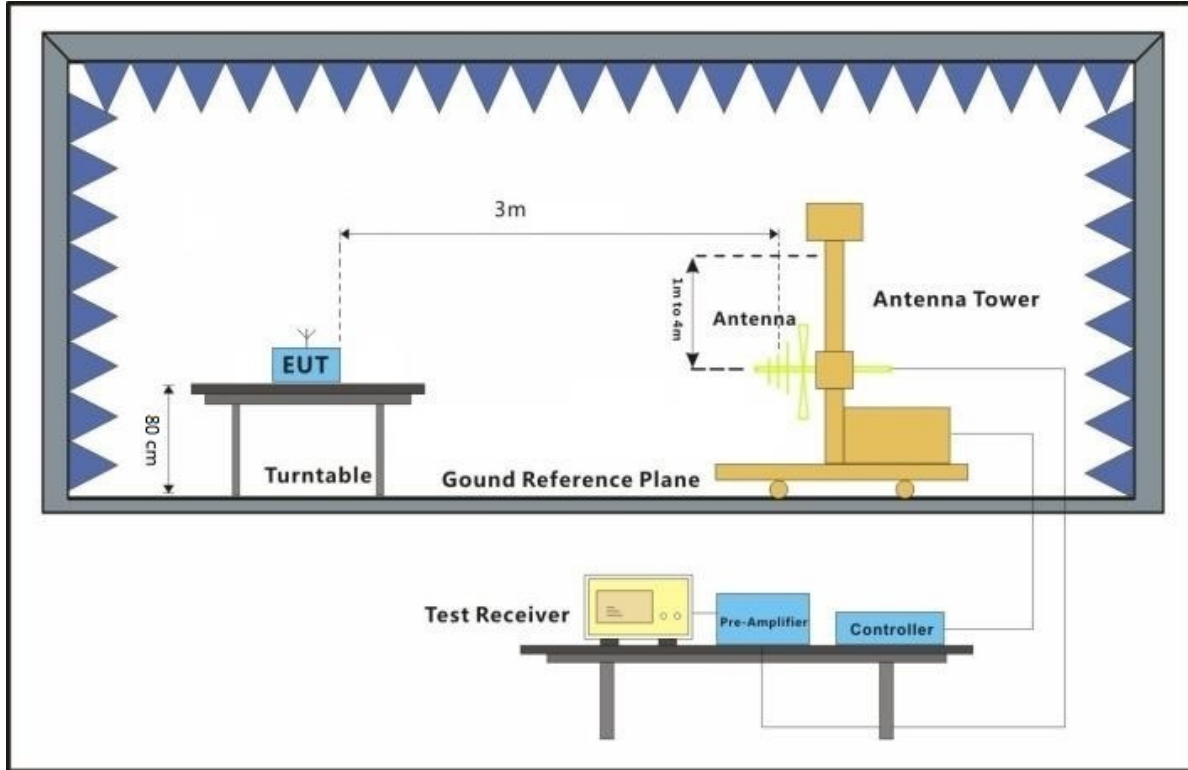 3m
1m to 4m
Antenna
Antenna Tower
EUT
80 cm
Turntable
Gound Reference Plane
Test Receiver
Pre-Amplifier
Controller